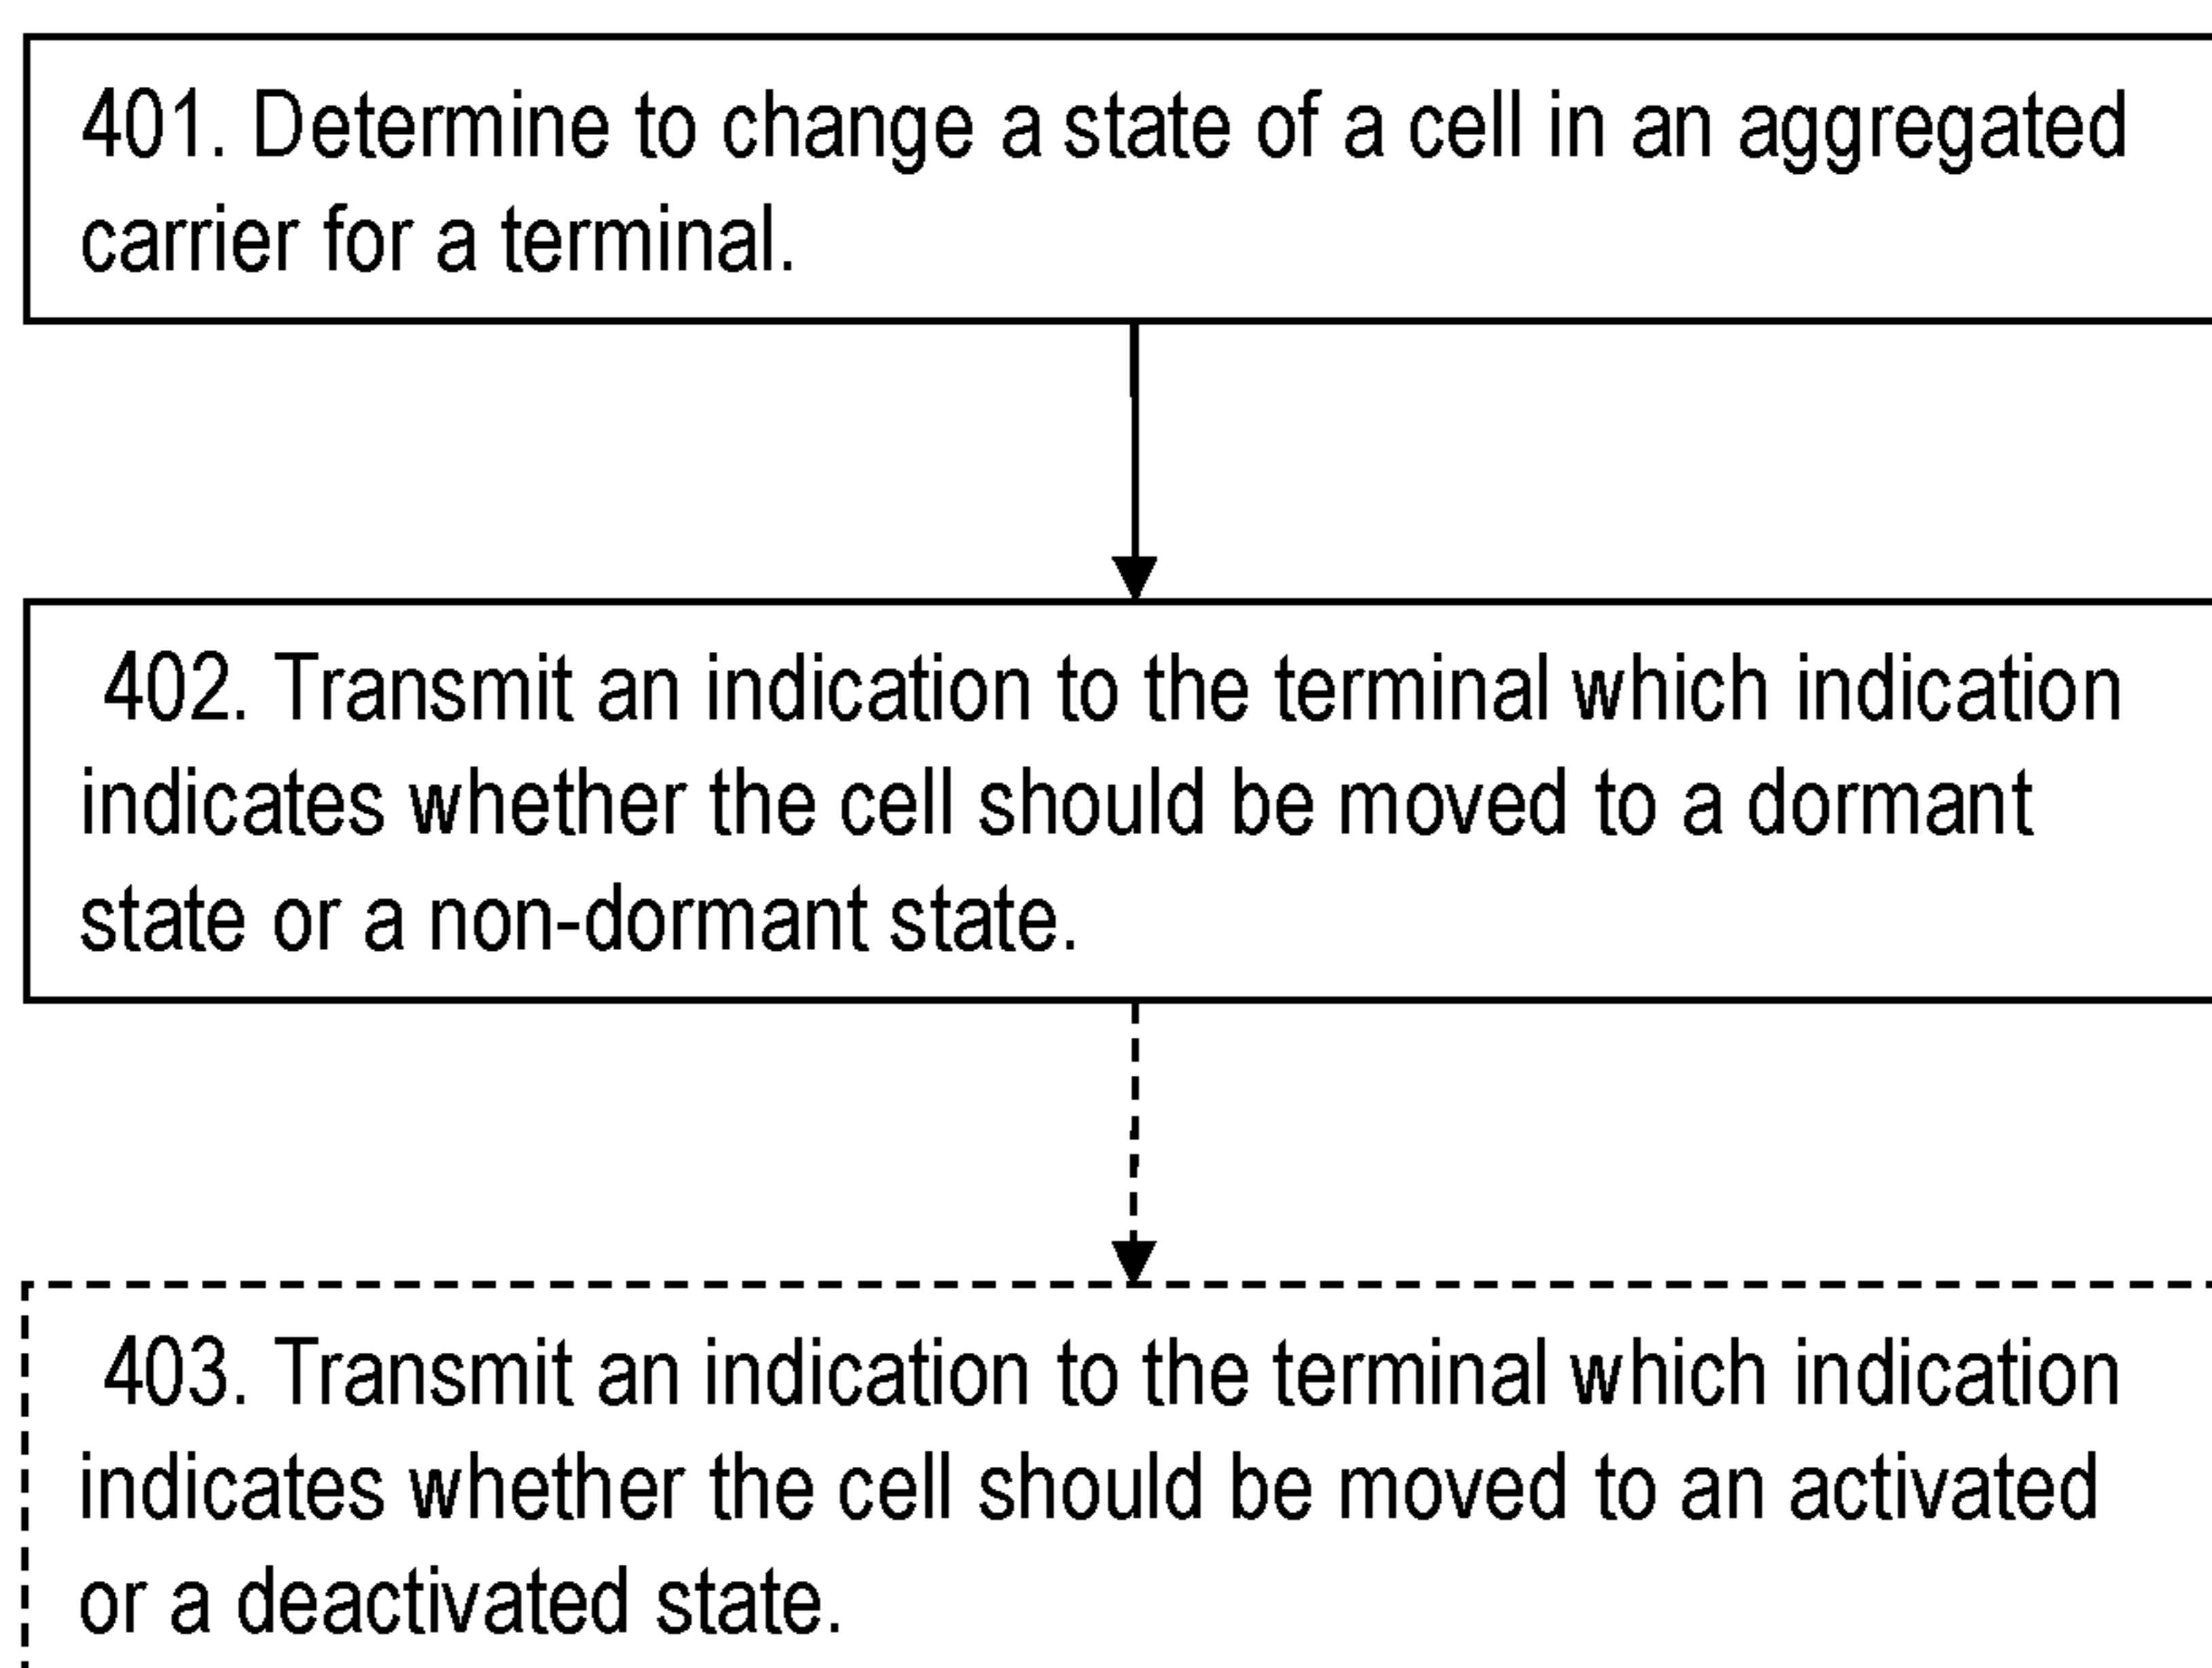 401. Determine to change a state of a cell in an aggregated
carrier for a terminal.
402. Transmit an indication to the terminal which indication
indicates whether the cell should be moved to a dormant
state or a non-dormant state.
403. Transmit an indication to the terminal which indication
indicates whether the cell should be moved to an activated
or a deactivated state.